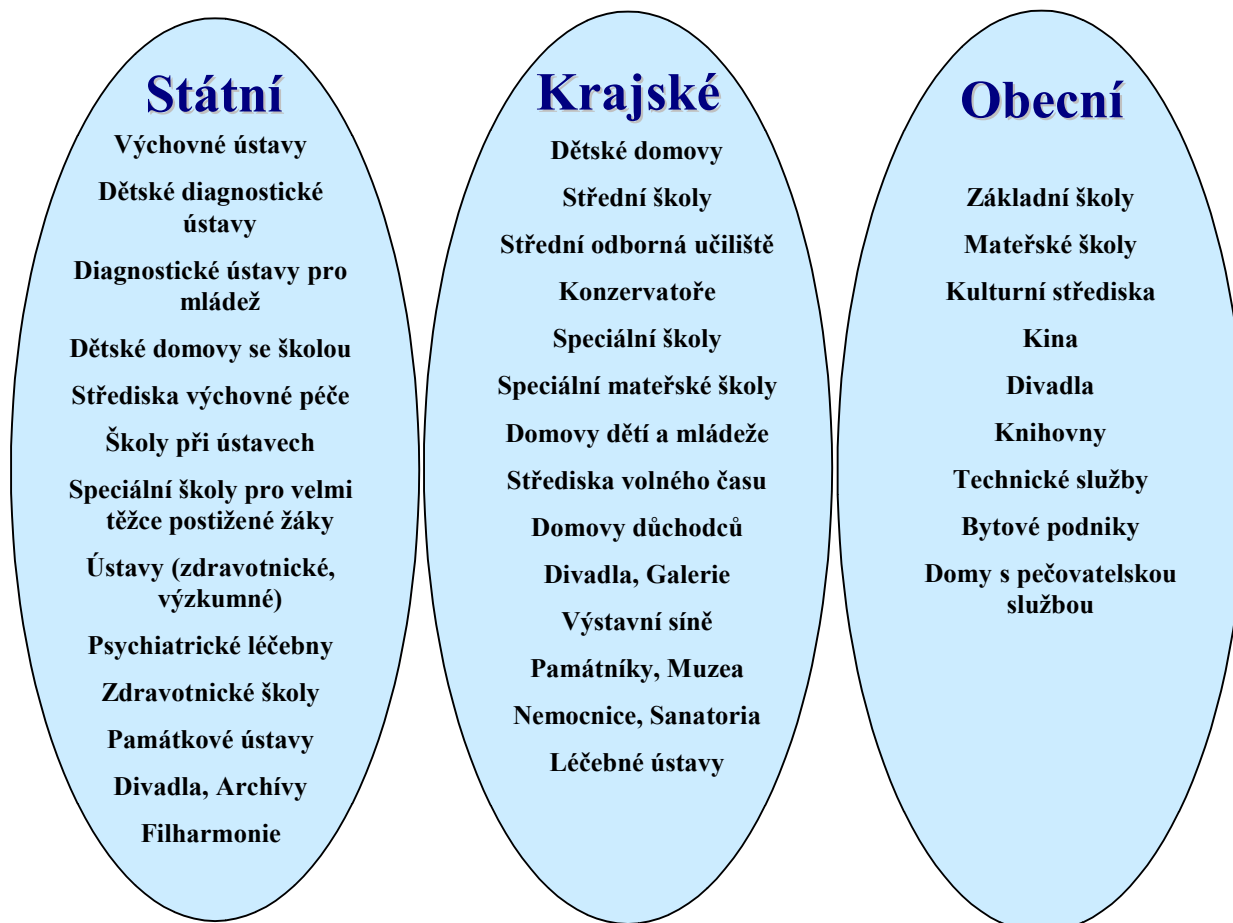 Státní
Výchovné ústavy
Dětské diagnostické
ústavy
Diagnostické ústavy pro
mládež
Dětské domovy se školou
Střediska výchovné péče
Školy při ústavech
Speciální školy pro velmi
těžce postižené žáky
Ústavy (zdravotnické,
výzkumné)
Psychiatrické léčebny
Zdravotnické školy
Památkové ústavy
Divadla, Archívy
Filharmonie
Krajské
Dětské domovy
Střední školy
Střední odborná učiliště
Konzervatoře
Speciální školy
Speciální mateřské školy
Domovy dětí a mládeže
Střediska volného času
Domovy důchodců
Divadla, Galerie
Výstavní síně
Památníky, Muzea
Nemocnice, Sanatoria
Léčebné ústavy
Obecní
Základní školy
Mateřské školy
Kulturní střediska
Kina
Divadla
Knihovny
Technické služby
Bytové podniky
Domy s pečovatelskou
službou